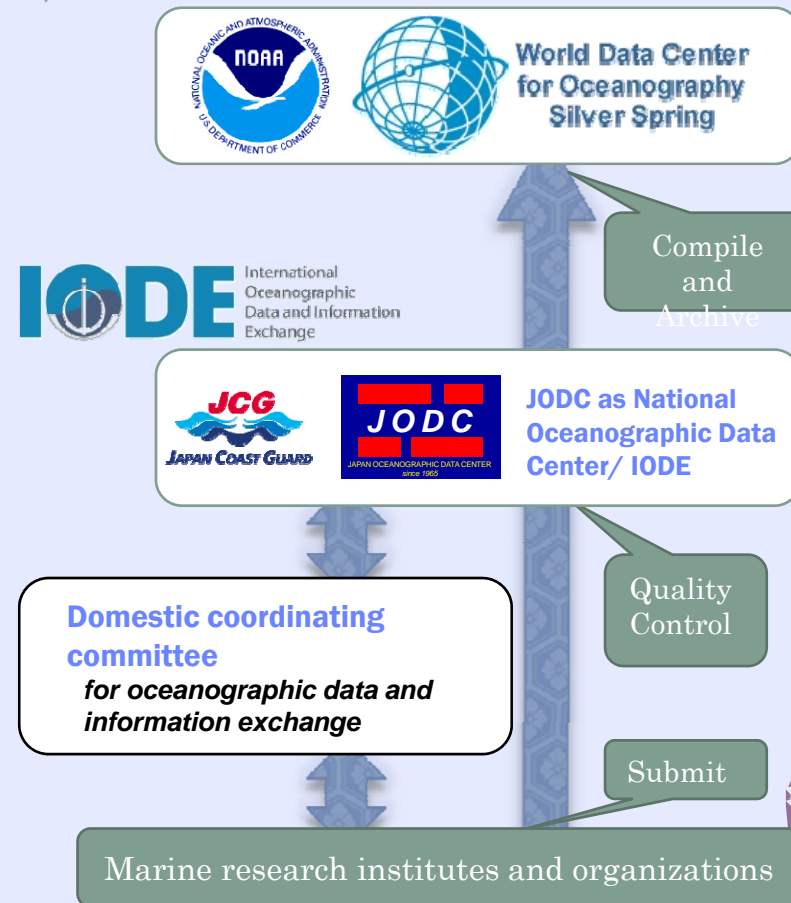 NATIONAL OCEANIC AND ATMOSPHERIC ADMINISTRATION
NOAA
U.S. DEPARTMENT OF COMMERCE
World Data Center
for Oceanography
Silver Spring
Compile
and
Archive
IODE
International
Oceanographic
Data and Information
Exchange
JCG
JAPAN COAST GUARD
JODC
JAPAN OCEANOGRAPHIC DATA CENTER
since 1965
JODC as National
Oceanographic Data
Center/ IODE
Quality
Control
Domestic coordinating
committee
for oceanographic data and
information exchange
Submit
Marine research institutes and organizations